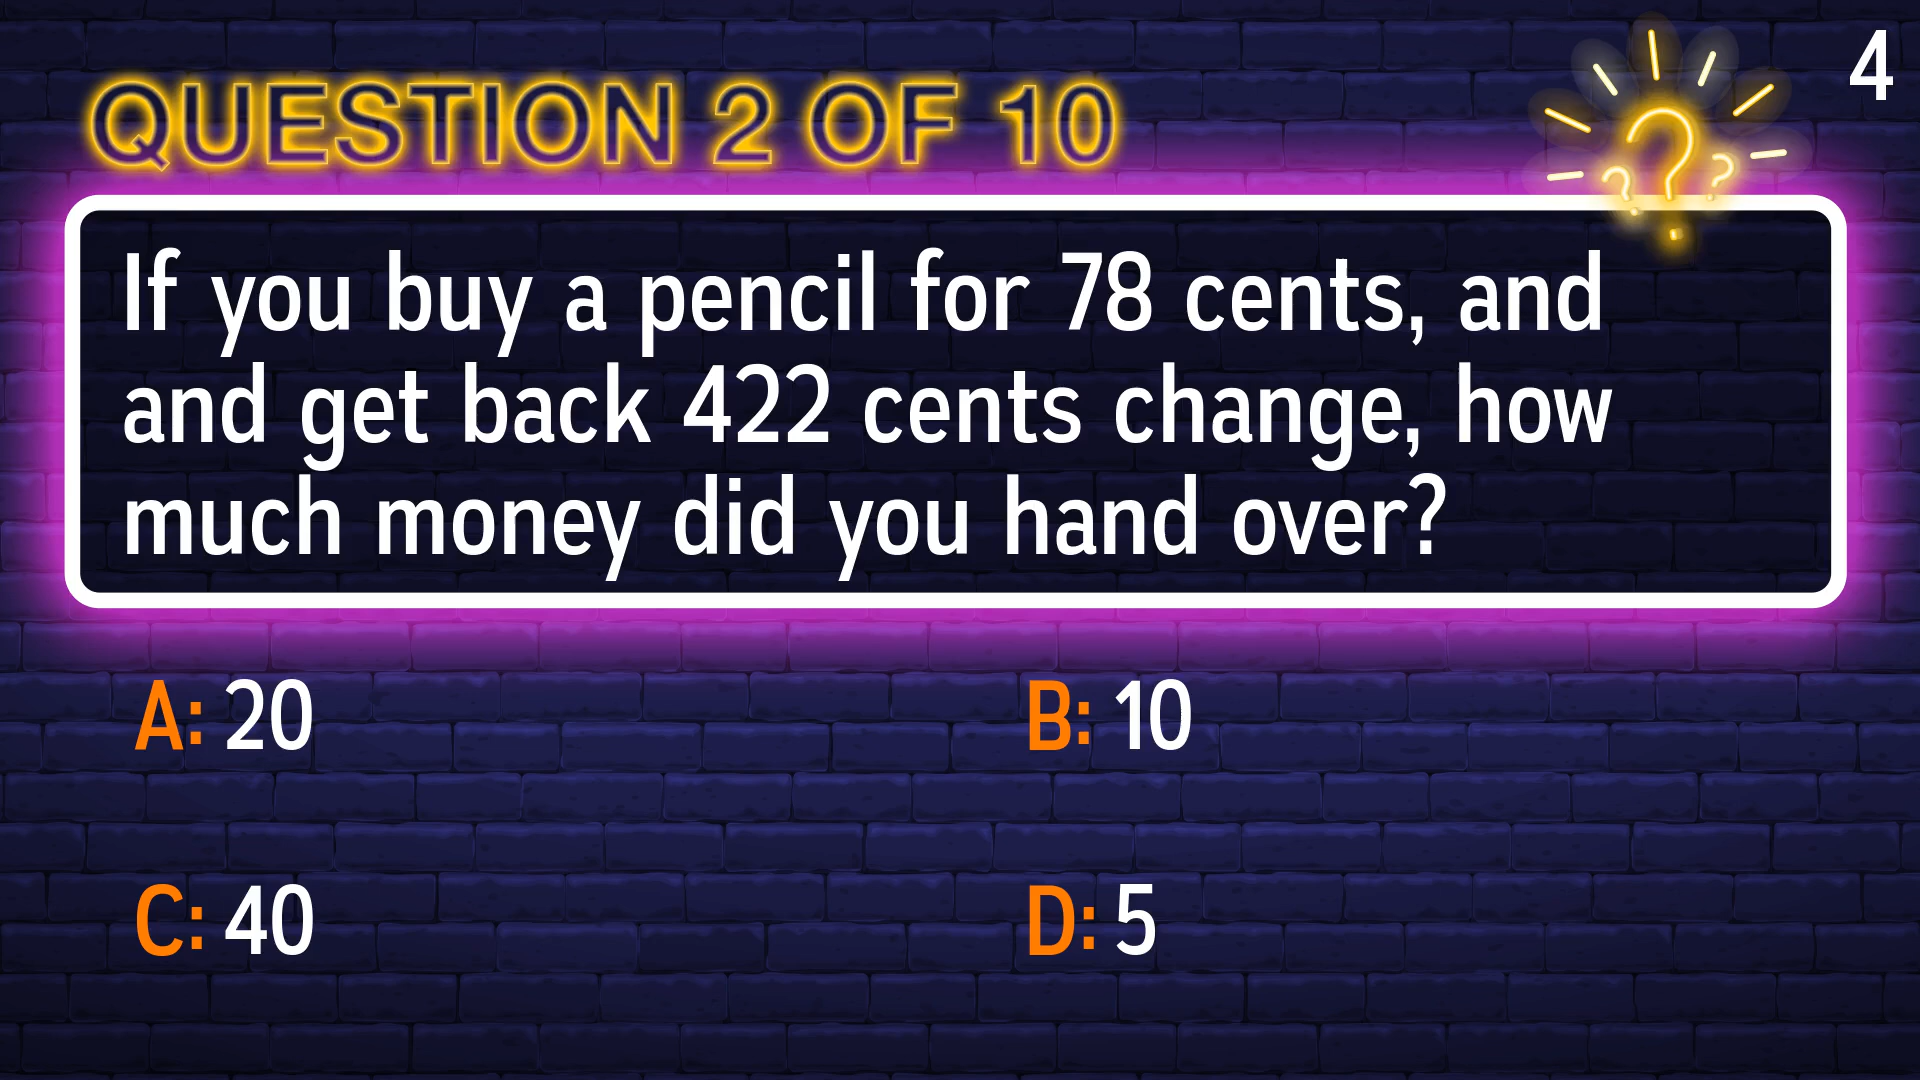 4
QUESTION 2 OF 10
If you buy a pencil for 78 cents, and
and get back 422 cents change, how
much money did you hand over?
A: 20
B: 10
C: 40
D: 5